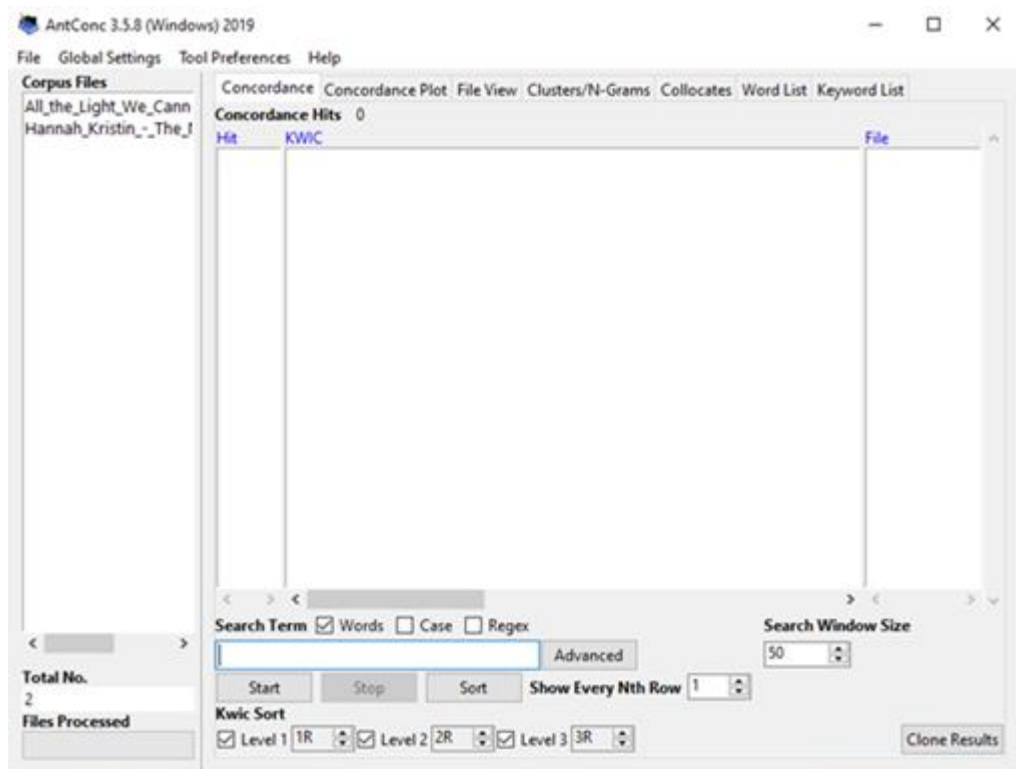 AntConc 3.5.8 (Windows) 2019
File Global Settings Tool Preferences Help
Corpus Files
All_the_Light_We_Cann
Hannah_Kristin_-_The_
Concordance Concordance Plot File View Clusters/N-Grams Collocates Word List Keyword List
Concordance Hits 0
Hit KWIC File
Search Term Words Case Regex
Search Window Size
Advanced
50
Total No.
2
Start Stop Sort Show Every Nth Row 1
Files Processed
Kwic Sort
Level 1 1R Level 2 2R Level 3 3R
Clone Results